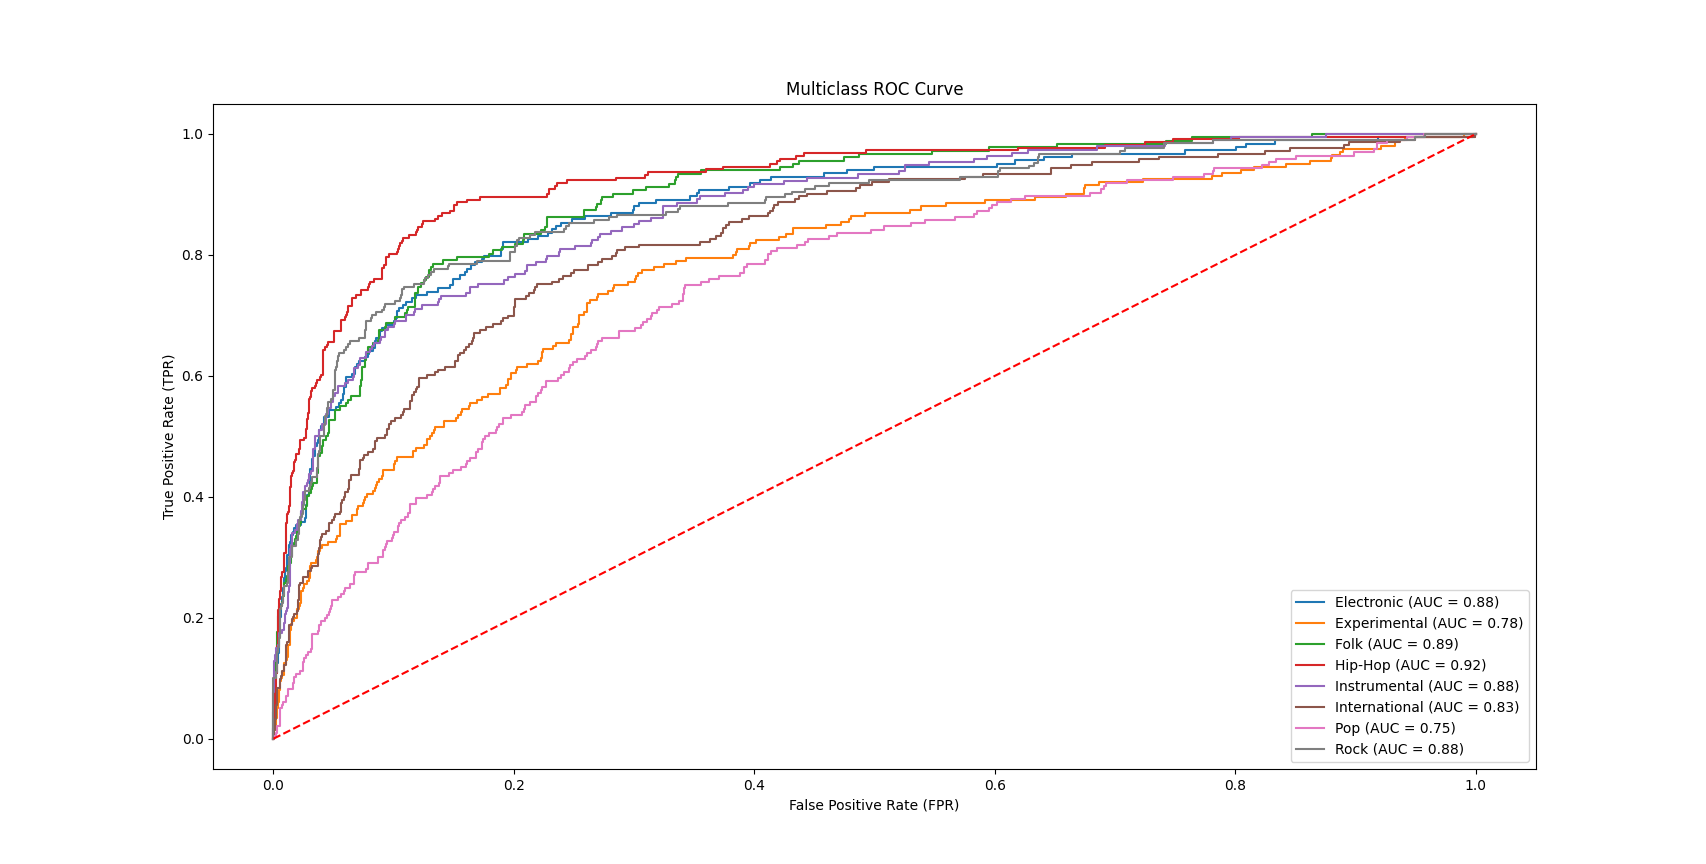 Multiclass ROC Curve
True Positive Rate (TPR)
1.0
0.8
0.6
0.4
0.2
0.0
0.0 0.2 0.4 0.6 0.8 1.0
False Positive Rate (FPR)
Electronic (AUC = 0.88)
Experimental (AUC = 0.78)
Folk (AUC = 0.89)
Hip-Hop (AUC = 0.92)
Instrumental (AUC = 0.88)
International (AUC = 0.83)
Pop (AUC = 0.75)
Rock (AUC = 0.88)